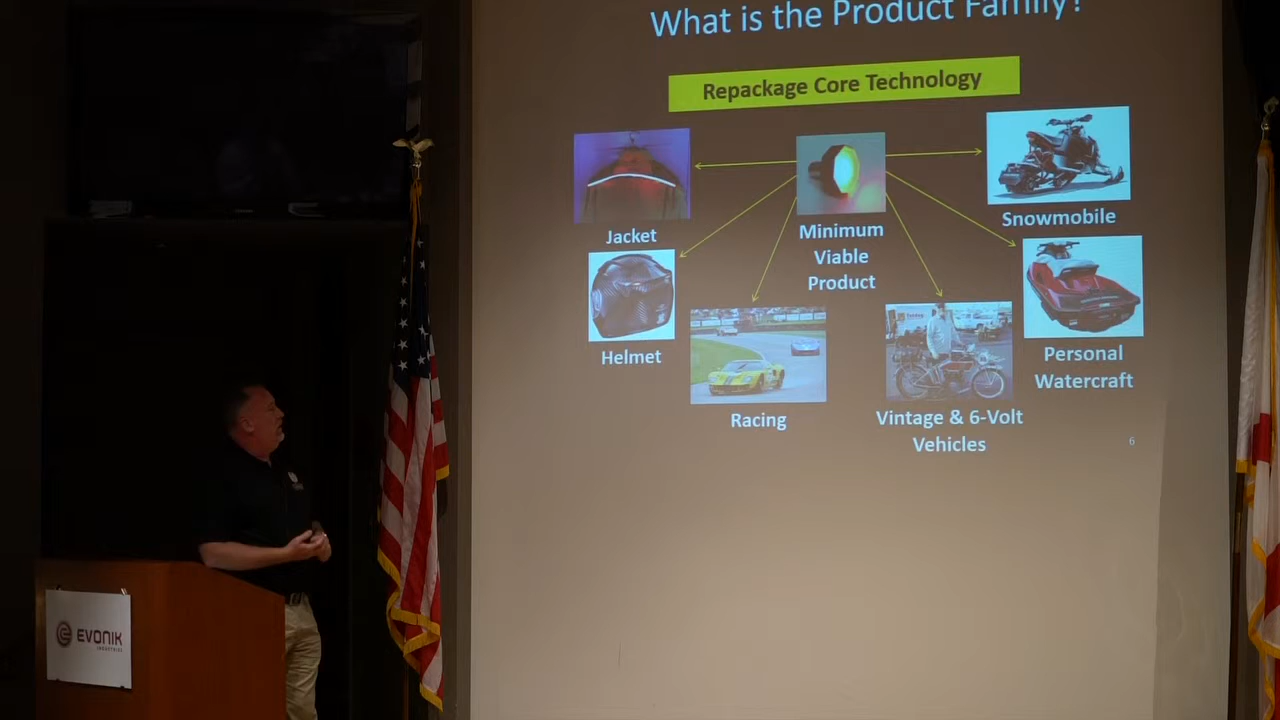 What is the Product Family?
Repackage Core Technology
Jacket
Minimum
Viable
Product
Snowmobile
Helmet
Racing
Vintage & 6-Volt
Vehicles
Personal
Watercraft
6
EVONIK
INDUSTRIES